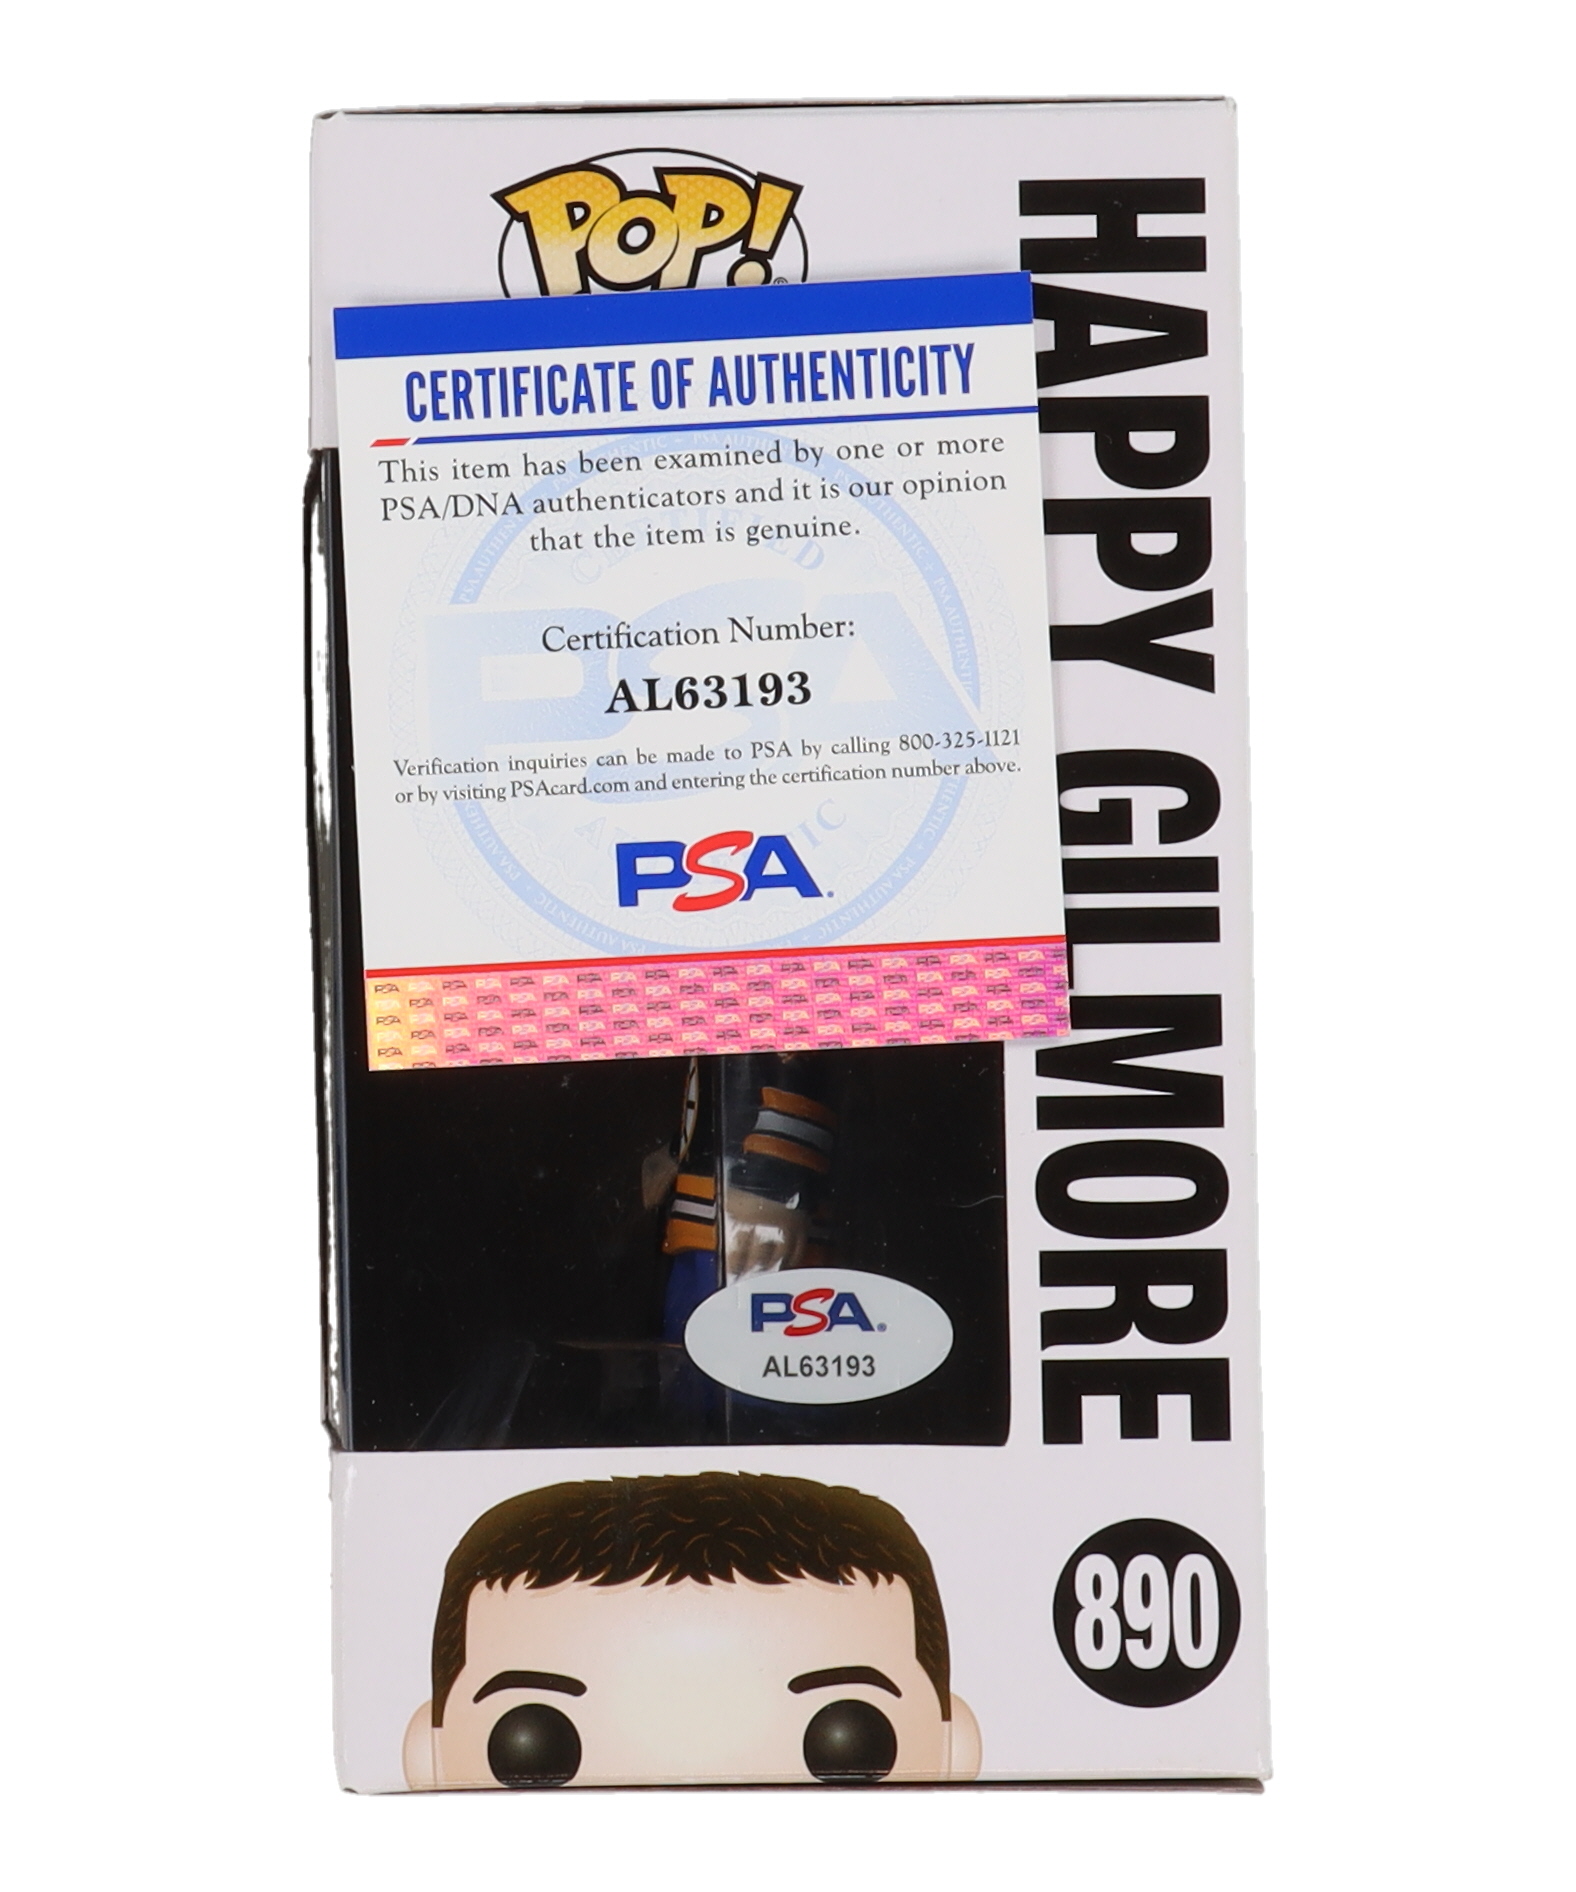 POP!
CERTIFICATE OF AUTHENTICITY
This item has been examined by one or more
PSA/DNA authenticators and it is our opinion
that the item is genuine.
Certification Number:
AL63193
Verification inquiries can be made to PSA by calling 800-325-1121
or by visiting PSAcard.com and entering the certification number above.
PSA®
PSA®
AL63193
HAPPY GILMORE
890